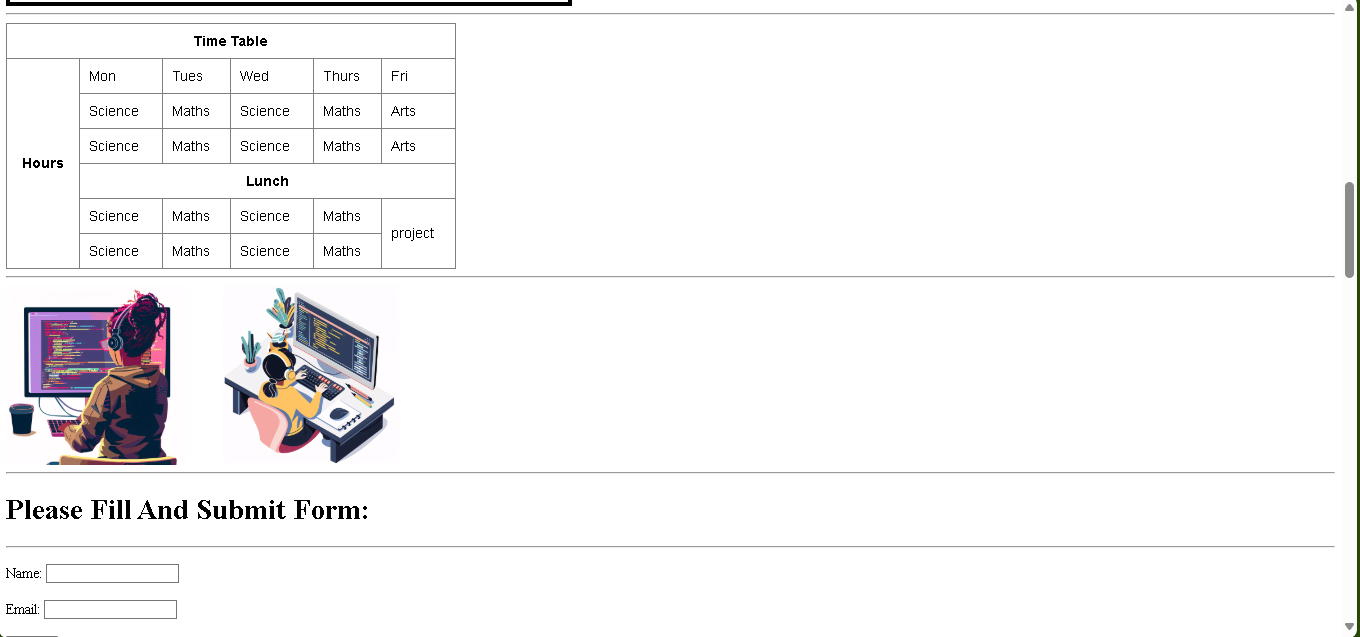 Time Table
Mon Tues Wed Thurs Fri
Science Maths Science Maths Arts
Science Maths Science Maths Arts
Hours
Lunch
Science Maths Science Maths
project
Science Maths Science Maths
Please Fill And Submit Form:
Name:
Email: